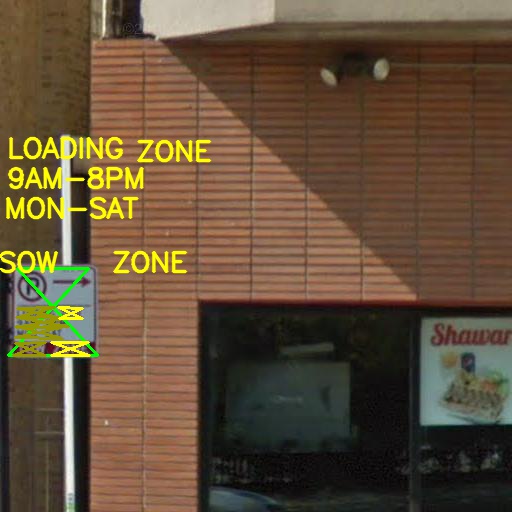 LOADING ZONE
9AM-8PM
MON-SAT
SOW ZONE
P
Shawar